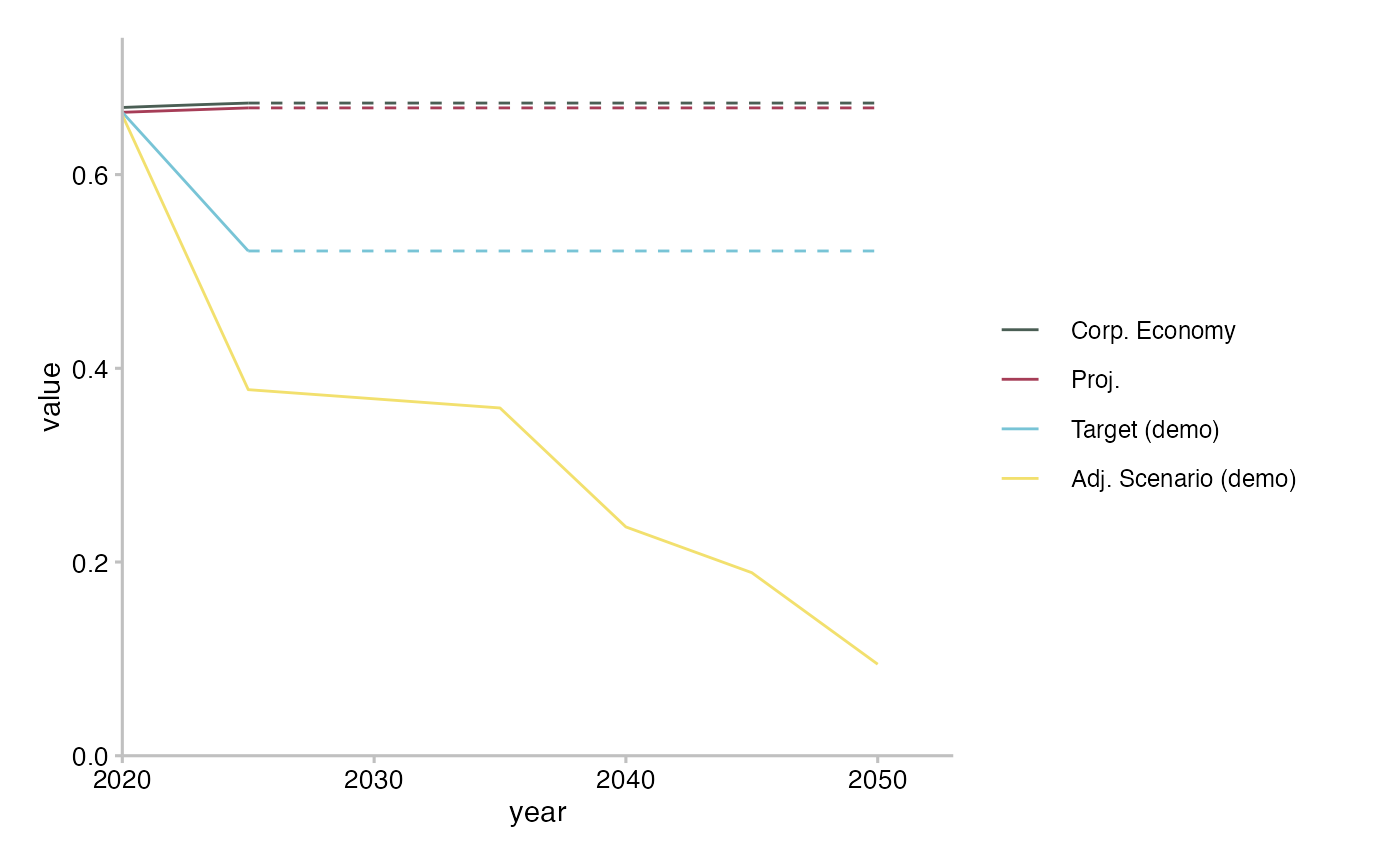 0.6
0.4
0.2
0.0
value
2020
2030
2040
2050
year
Corp. Economy
Proj.
Target (demo)
Adj. Scenario (demo)